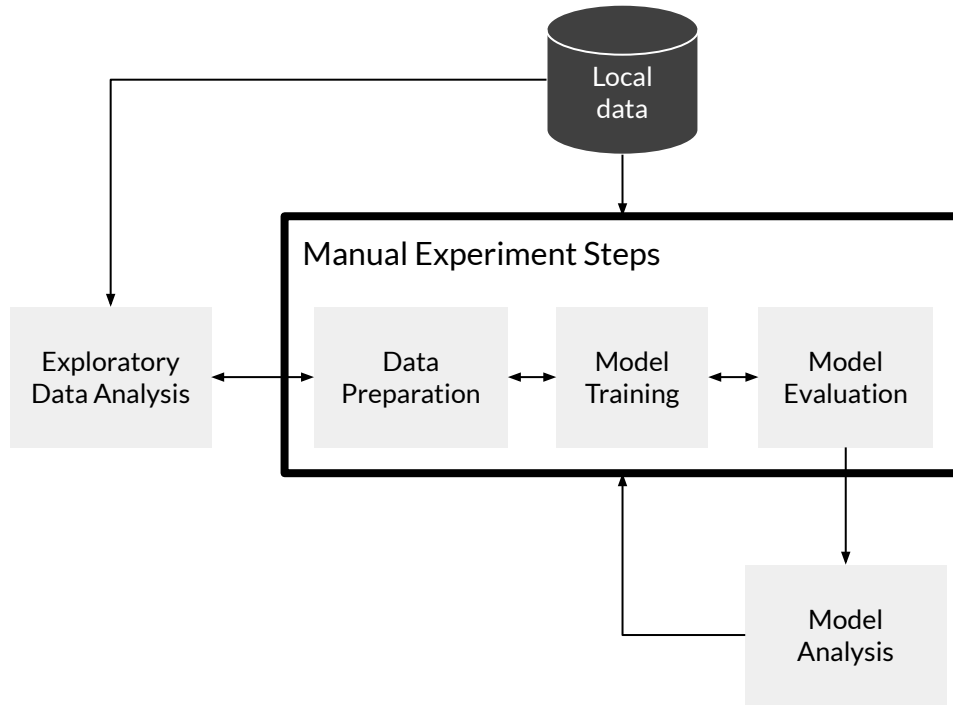 Local
data
Manual Experiment Steps
Exploratory
Data Analysis
Data
Preparation
Model
Training
Model
Evaluation
Model
Analysis